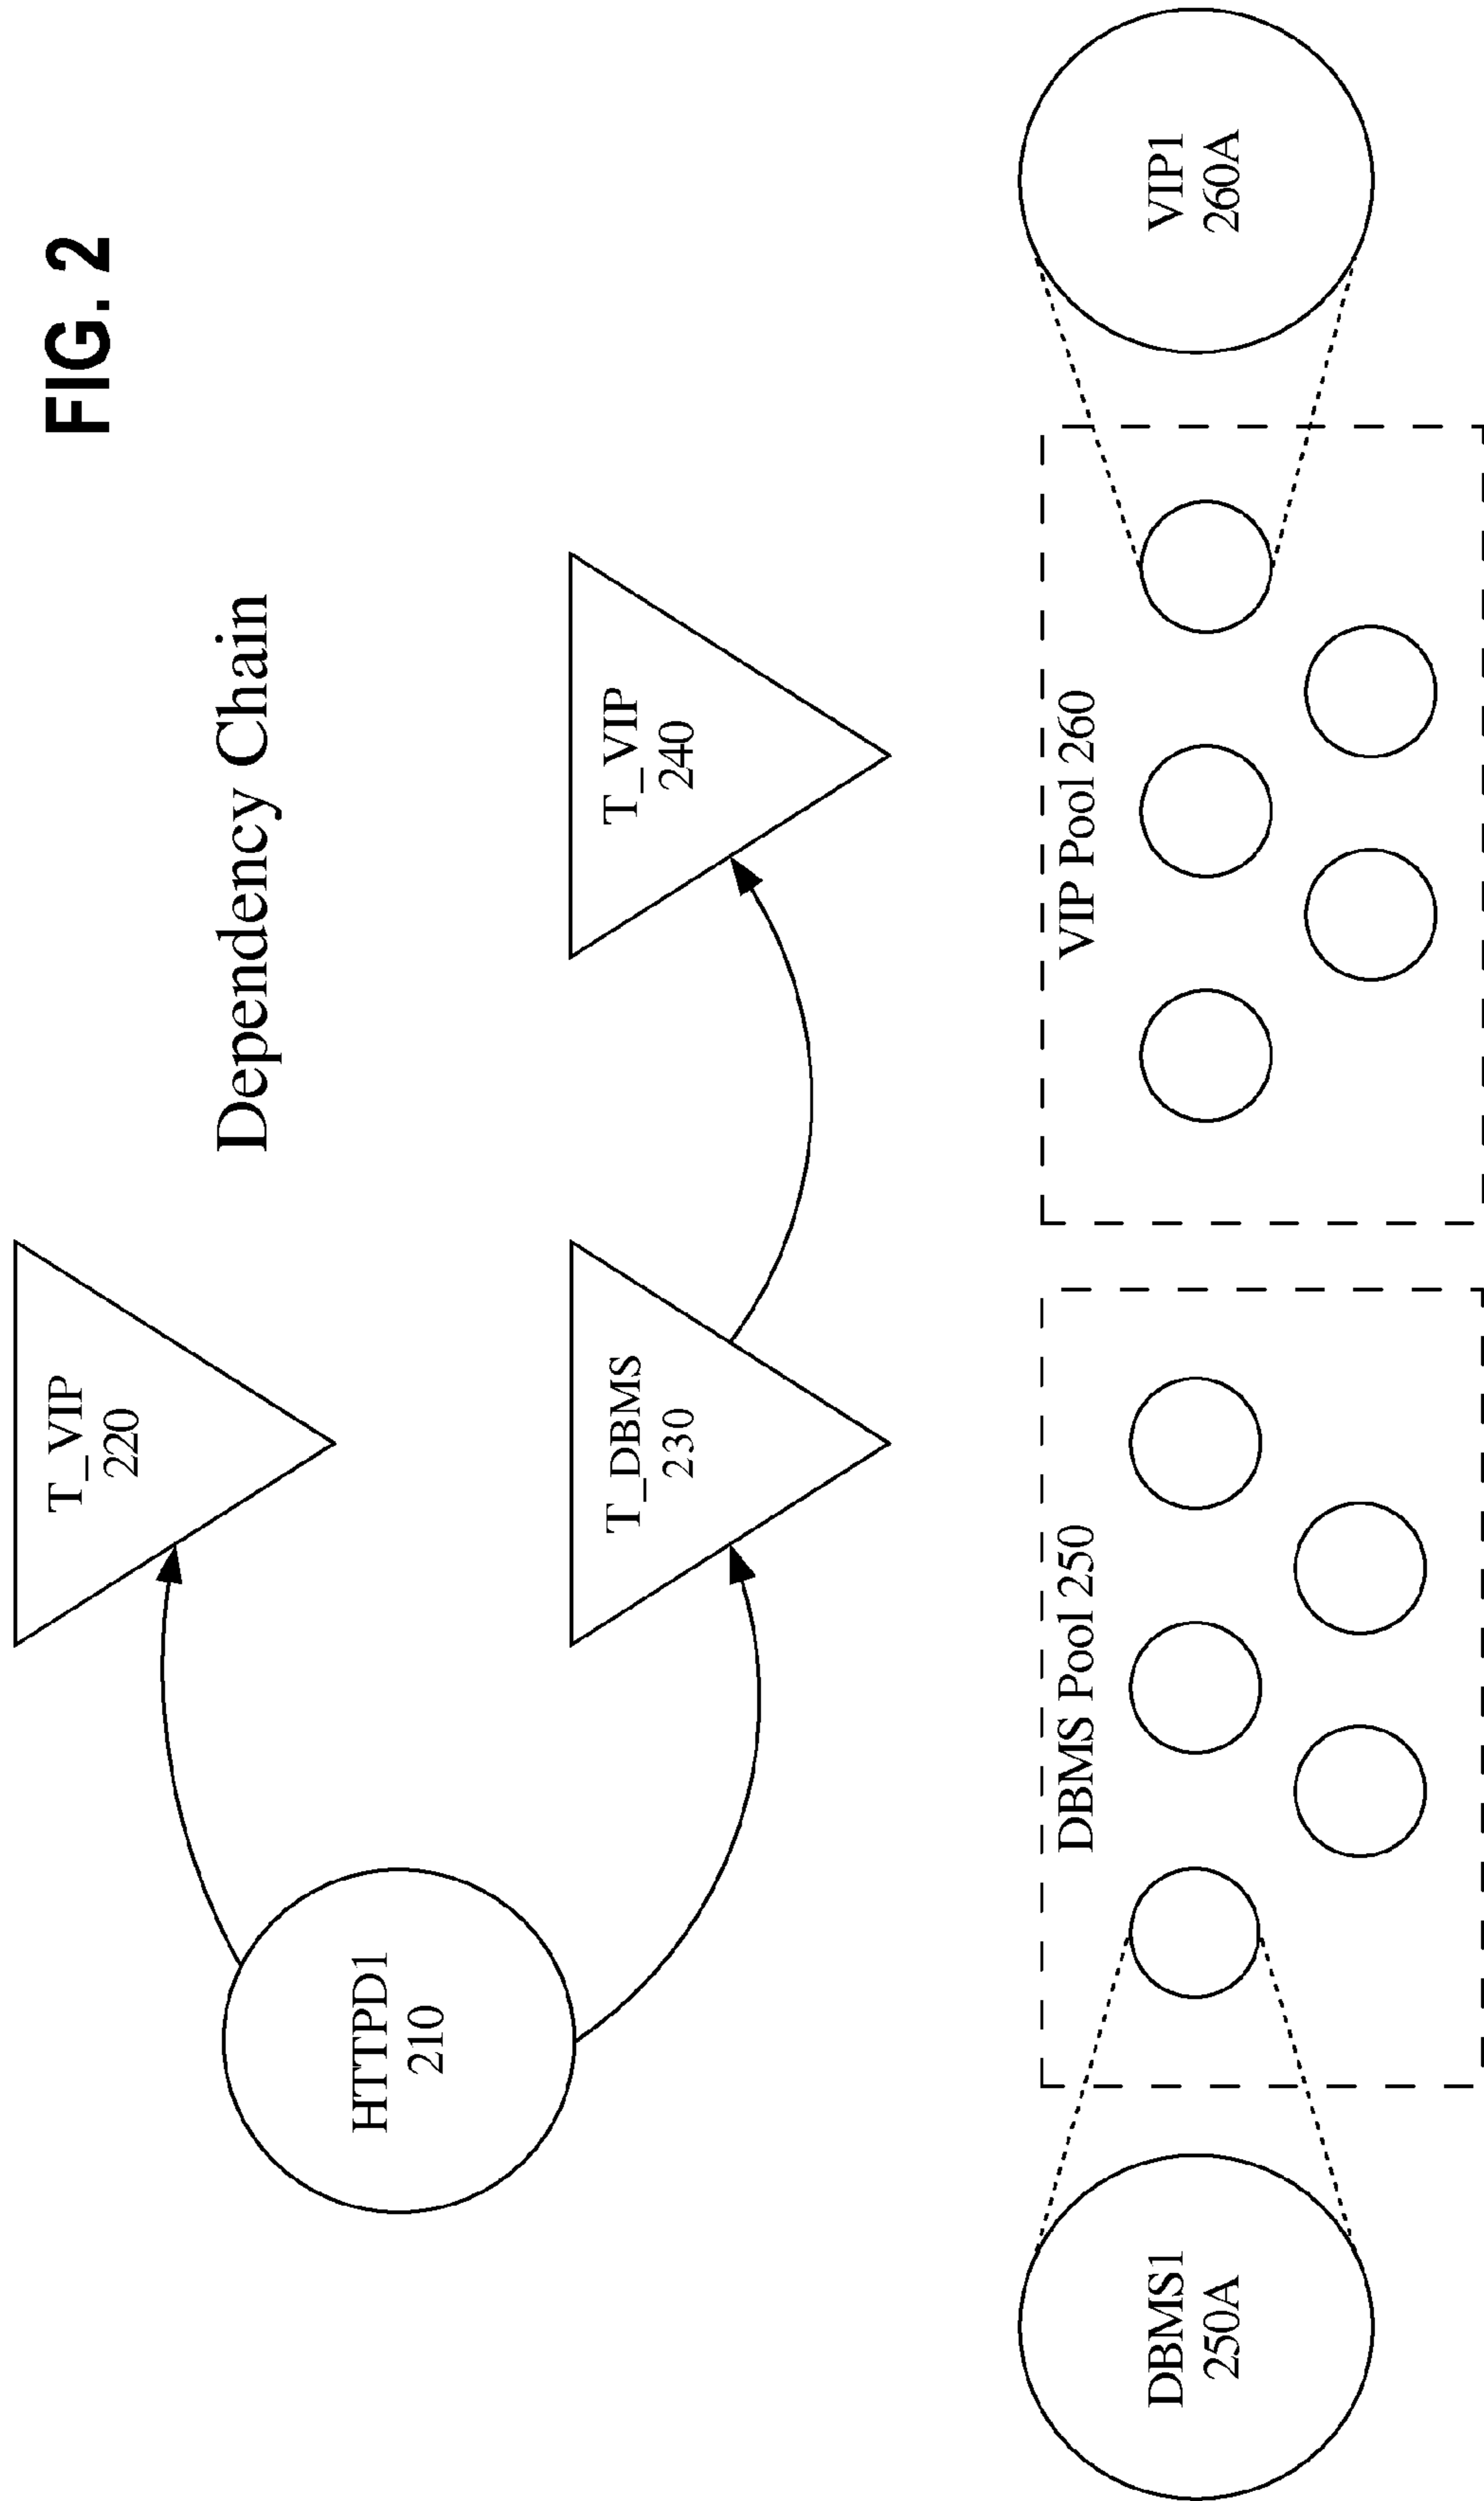 FIG. 2
Dependency Chain
T_VIP
220
HTTPD1
210
T_DBMS
230
T_VIP
240
DBMS Pool 250
VIP Pool 260
DBMS1
250A
VIP1
260A